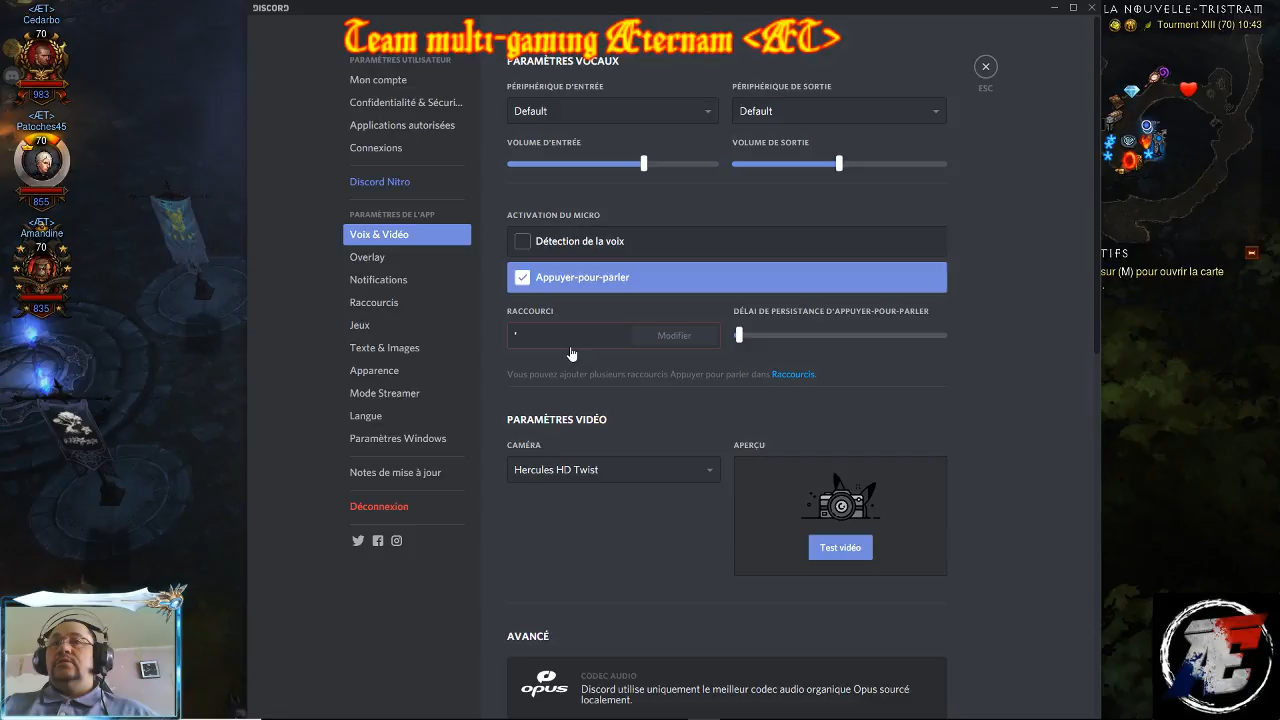 DISCORD
Team multi-gaming Æternam <ÆT>
<ÆT>
Cedarbo
70
983
<ÆT>
Patoches45
70
855
<ÆT>
Amandine
70
835
PARAMÈTRES UTILISATEUR
Mon compte
Confidentialité & Sécuri...
Applications autorisées
Connexions
Discord Nitro
PARAMÈTRES DE L'APP
Voix & Vidéo
Overlay
Notifications
Raccourcis
Jeux
Texte & Images
Apparence
Mode Streamer
Langue
Paramètres Windows
Notes de mise à jour
Déconnexion
PARAMÈTRES VOCAUX
PÉRIPHÉRIQUE D'ENTRÉE
Default
PÉRIPHÉRIQUE DE SORTIE
Default
VOLUME D'ENTRÉE
VOLUME DE SORTIE
ACTIVATION DU MICRO
Détection de la voix
Appuyer-pour-parler
RACCOURCI
'
Modifier
DÉLAI DE PERSISTANCE D'APPUYER-POUR-PARLER
Vous pouvez ajouter plusieurs raccourcis Appuyer pour parler dans Raccourcis.
PARAMÈTRES VIDÉO
CAMÉRA
Hercules HD Twist
APERÇU
Test vidéo
AVANCÉ
opus
CODEC AUDIO
Discord utilise uniquement le meilleur codec audio organique Opus sourcé
localement.
ESC
LA NOUVELLE-TRISTRAM
Tourment XIII (70) 10:43
TIFS
sur (M) pour ouvrir la carte
.
Æ